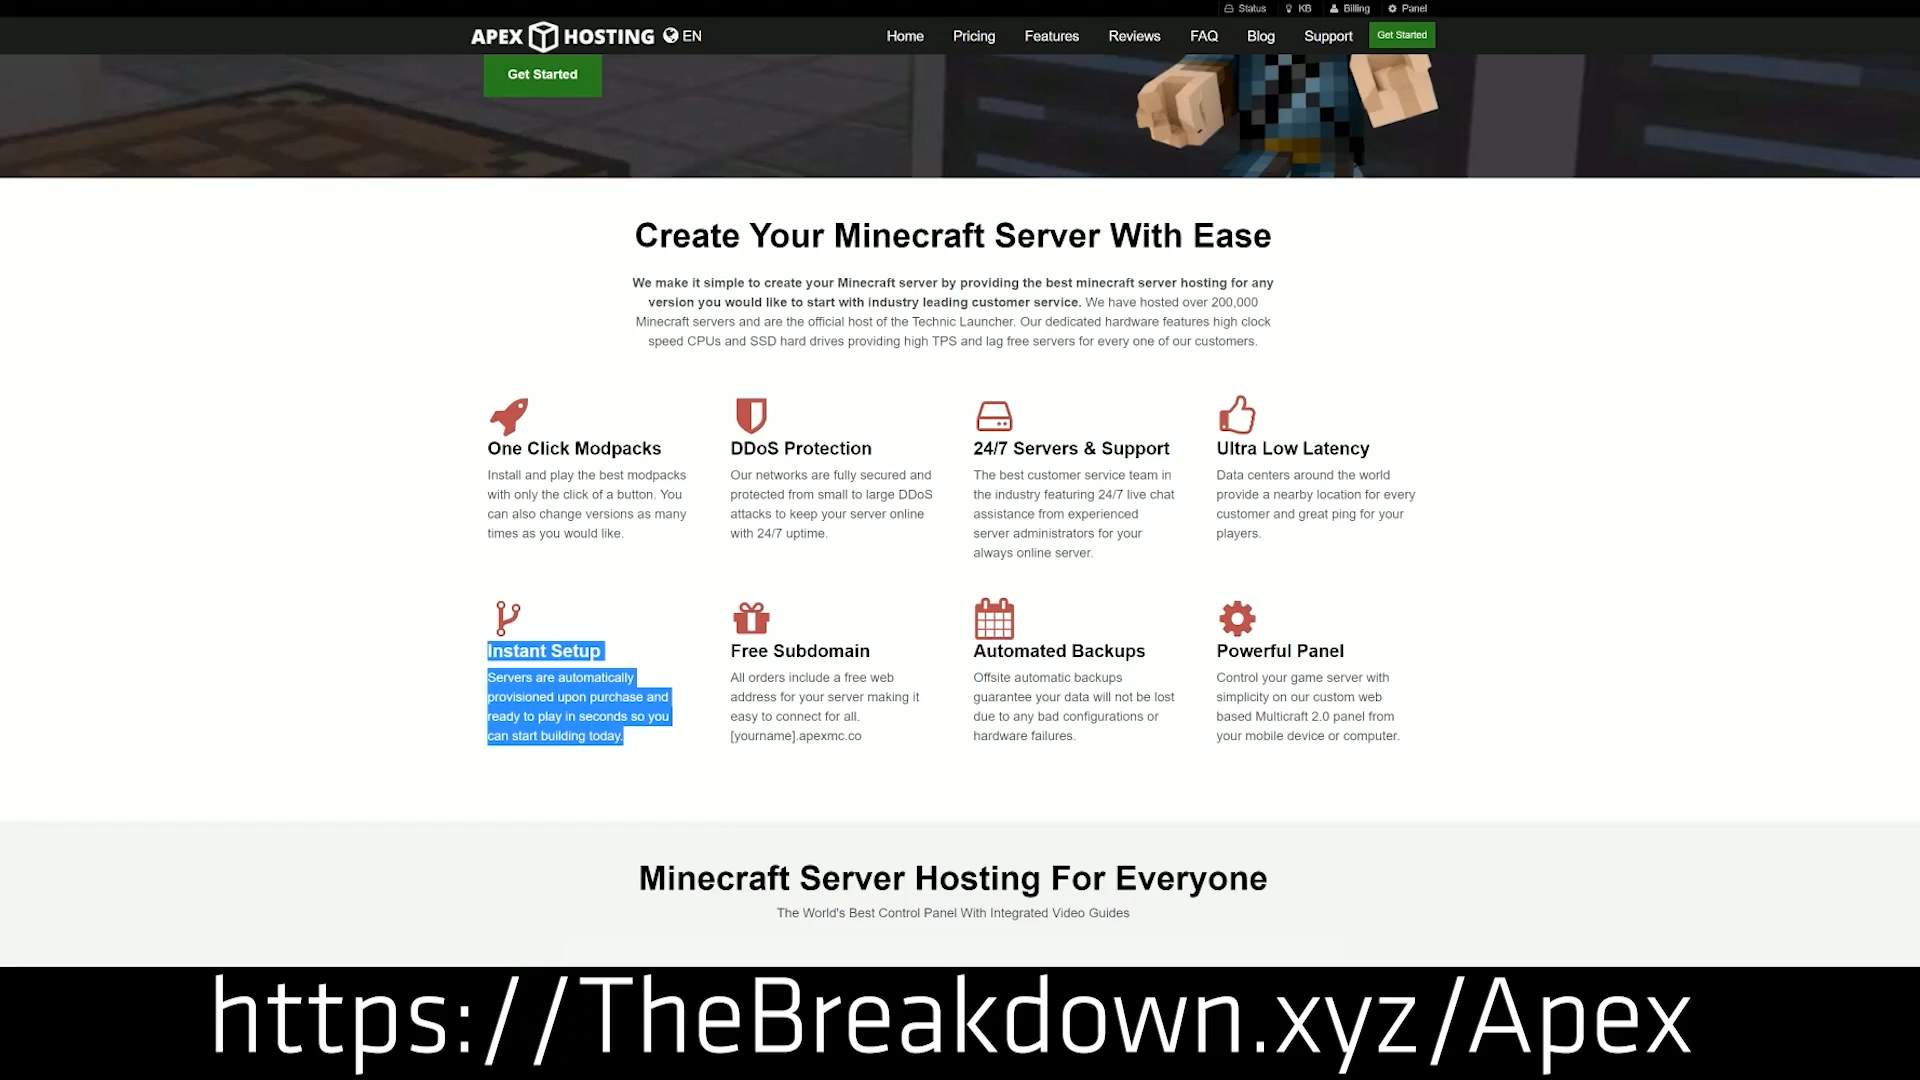 Status KB Billing Panel
APEX HOSTING EN Home Pricing Features Reviews FAQ Blog Support Get Started
Get Started
Create Your Minecraft Server With Ease
We make it simple to create your Minecraft server by providing the best minecraft server hosting for any
version you would like to start with industry leading customer service. We have hosted over 200,000
Minecraft servers and are the official host of the Technic Launcher. Our dedicated hardware features high clock
speed CPUs and SSD hard drives providing high TPS and lag free servers for every one of our customers.
One Click Modpacks
Install and play the best modpacks
with only the click of a button. You
can also change versions as many
times as you would like.
DDoS Protection
Our networks are fully secured and
protected from small to large DDoS
attacks to keep your server online
with 24/7 uptime.
24/7 Servers & Support
The best customer service team in
the industry featuring 24/7 live chat
assistance from experienced
server administrators for your
always online server.
Ultra Low Latency
Data centers around the world
provide a nearby location for every
customer and great ping for your
players.
Instant Setup
Servers are automatically
provisioned upon purchase and
ready to play in seconds so you
can start building today.
Free Subdomain
All orders include a free web
address for your server making it
easy to connect for all.
[yourname].apexmc.co
Automated Backups
Offsite automatic backups
guarantee your data will not be lost
due to any bad configurations or
hardware failures.
Powerful Panel
Control your game server with
simplicity on our custom web
based Multicraft 2.0 panel from
your mobile device or computer.
Minecraft Server Hosting For Everyone
The World's Best Control Panel With Integrated Video Guides
https://TheBreakdown.xyz/Apex